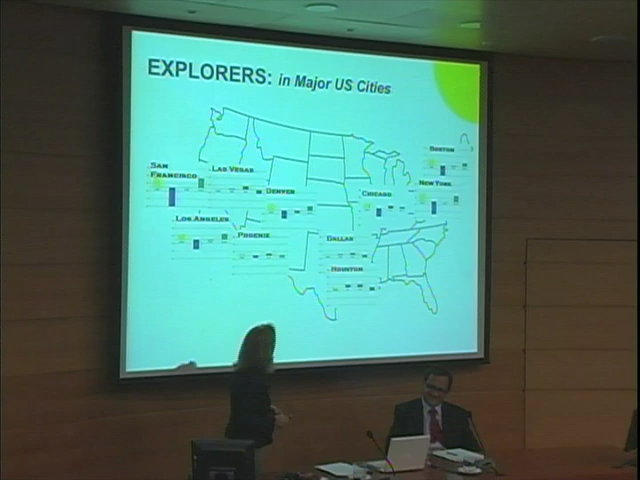 EXPLORERS: in Major US Cities
BOSTON
SAN
FRANCISCO
LAS VEGAS
DENVER
CHICAGO
NEW YORK
LOS ANGELES
PHOENIX
DALLAS
HOUSTON